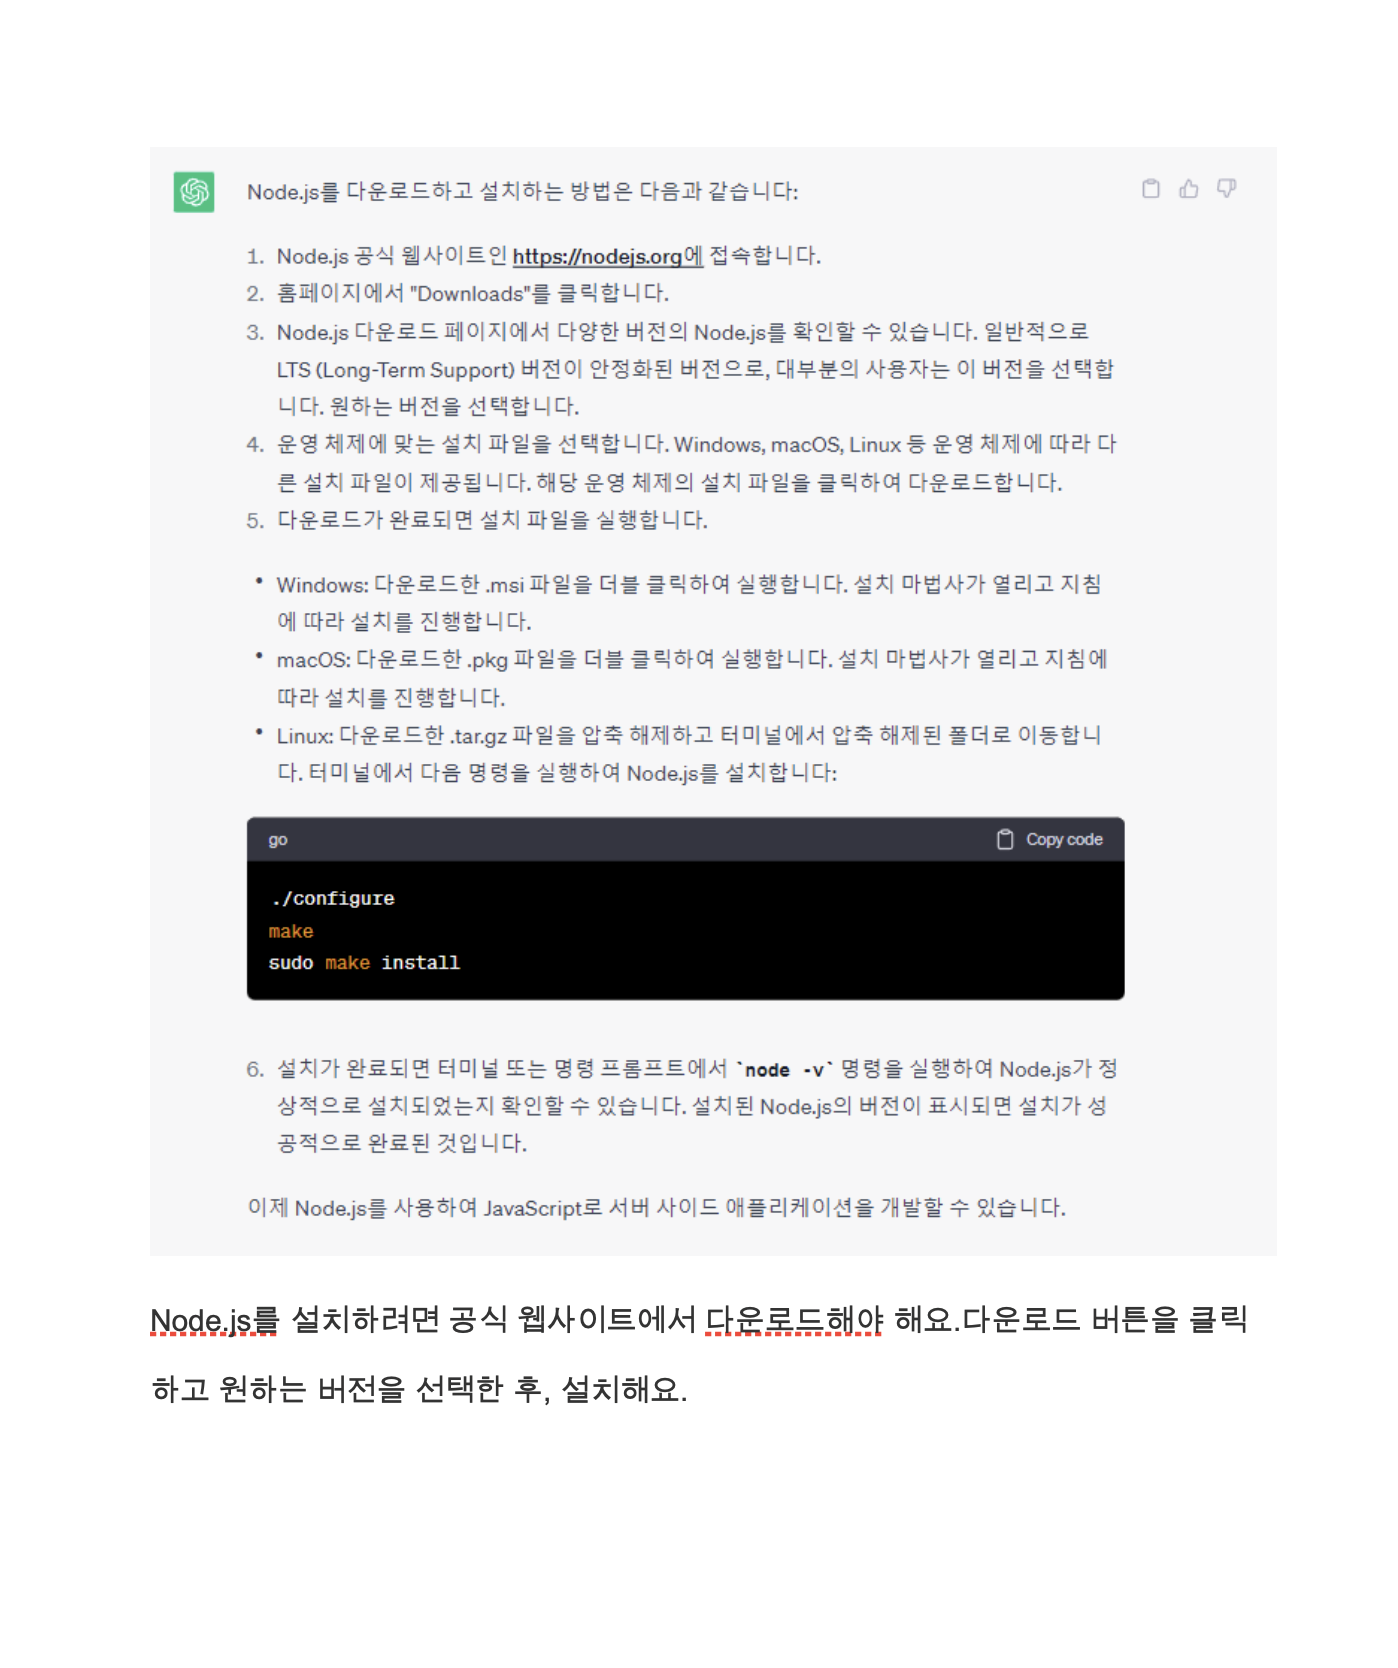 Node.js를 다운로드하고 설치하는 방법은 다음과 같습니다:
1. Node.js 공식 웹사이트인 https://nodejs.org에 접속합니다.
2. 홈페이지에서 "Downloads"를 클릭합니다.
3. Node.js 다운로드 페이지에서 다양한 버전의 Node.js를 확인할 수 있습니다. 일반적으로
LTS (Long-Term Support) 버전이 안정화된 버전으로, 대부분의 사용자는 이 버전을 선택합
니다. 원하는 버전을 선택합니다.
4. 운영 체제에 맞는 설치 파일을 선택합니다. Windows, macOS, Linux 등 운영 체제에 따라 다
른 설치 파일이 제공됩니다. 해당 운영 체제의 설치 파일을 클릭하여 다운로드합니다.
5. 다운로드가 완료되면 설치 파일을 실행합니다.
• Windows: 다운로드한 .msi 파일을 더블 클릭하여 실행합니다. 설치 마법사가 열리고 지침
에 따라 설치를 진행합니다.
• macOS: 다운로드한 .pkg 파일을 더블 클릭하여 실행합니다. 설치 마법사가 열리고 지침에
따라 설치를 진행합니다.
• Linux: 다운로드한 .tar.gz 파일을 압축 해제하고 터미널에서 압축 해제된 폴더로 이동합니
다. 터미널에서 다음 명령을 실행하여 Node.js를 설치합니다:
go Copy code
./configure
make
sudo make install
6. 설치가 완료되면 터미널 또는 명령 프롬프트에서 `node -v` 명령을 실행하여 Node.js가 정
상적으로 설치되었는지 확인할 수 있습니다. 설치된 Node.js의 버전이 표시되면 설치가 성
공적으로 완료된 것입니다.
이제 Node.js를 사용하여 JavaScript로 서버 사이드 애플리케이션을 개발할 수 있습니다.
Node.js를 설치하려면 공식 웹사이트에서 다운로드해야 해요.다운로드 버튼을 클릭
하고 원하는 버전을 선택한 후, 설치해요.